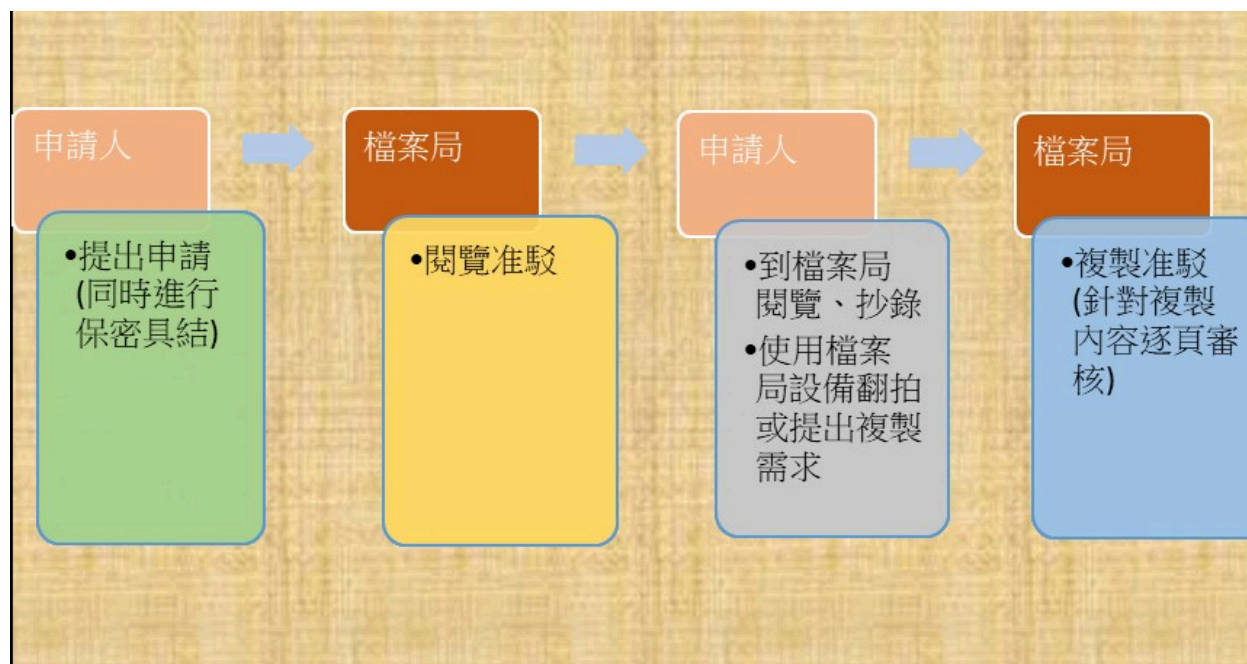 申請人
•提出申請
(同時進行
保密具結)
檔案局
•閱覽准駁
申請人
•到檔案局
閱覽、抄錄
•使用檔案
局設備翻拍
或提出複製
需求
檔案局
•複製准駁
(針對複製
內容逐頁審
核)